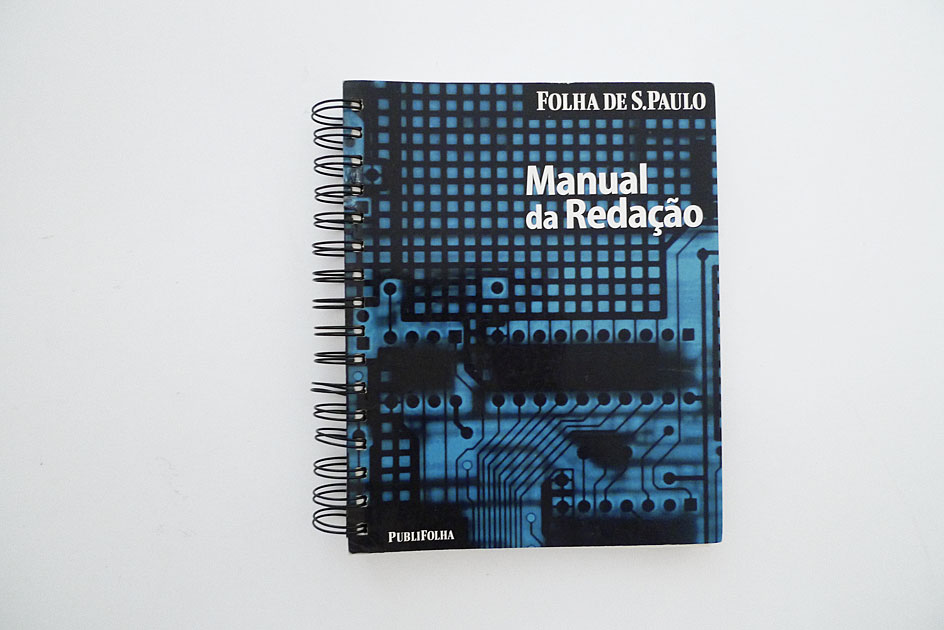 FOLHA DE S.PAULO
Manual
da Redação
PUBLIFOLHA